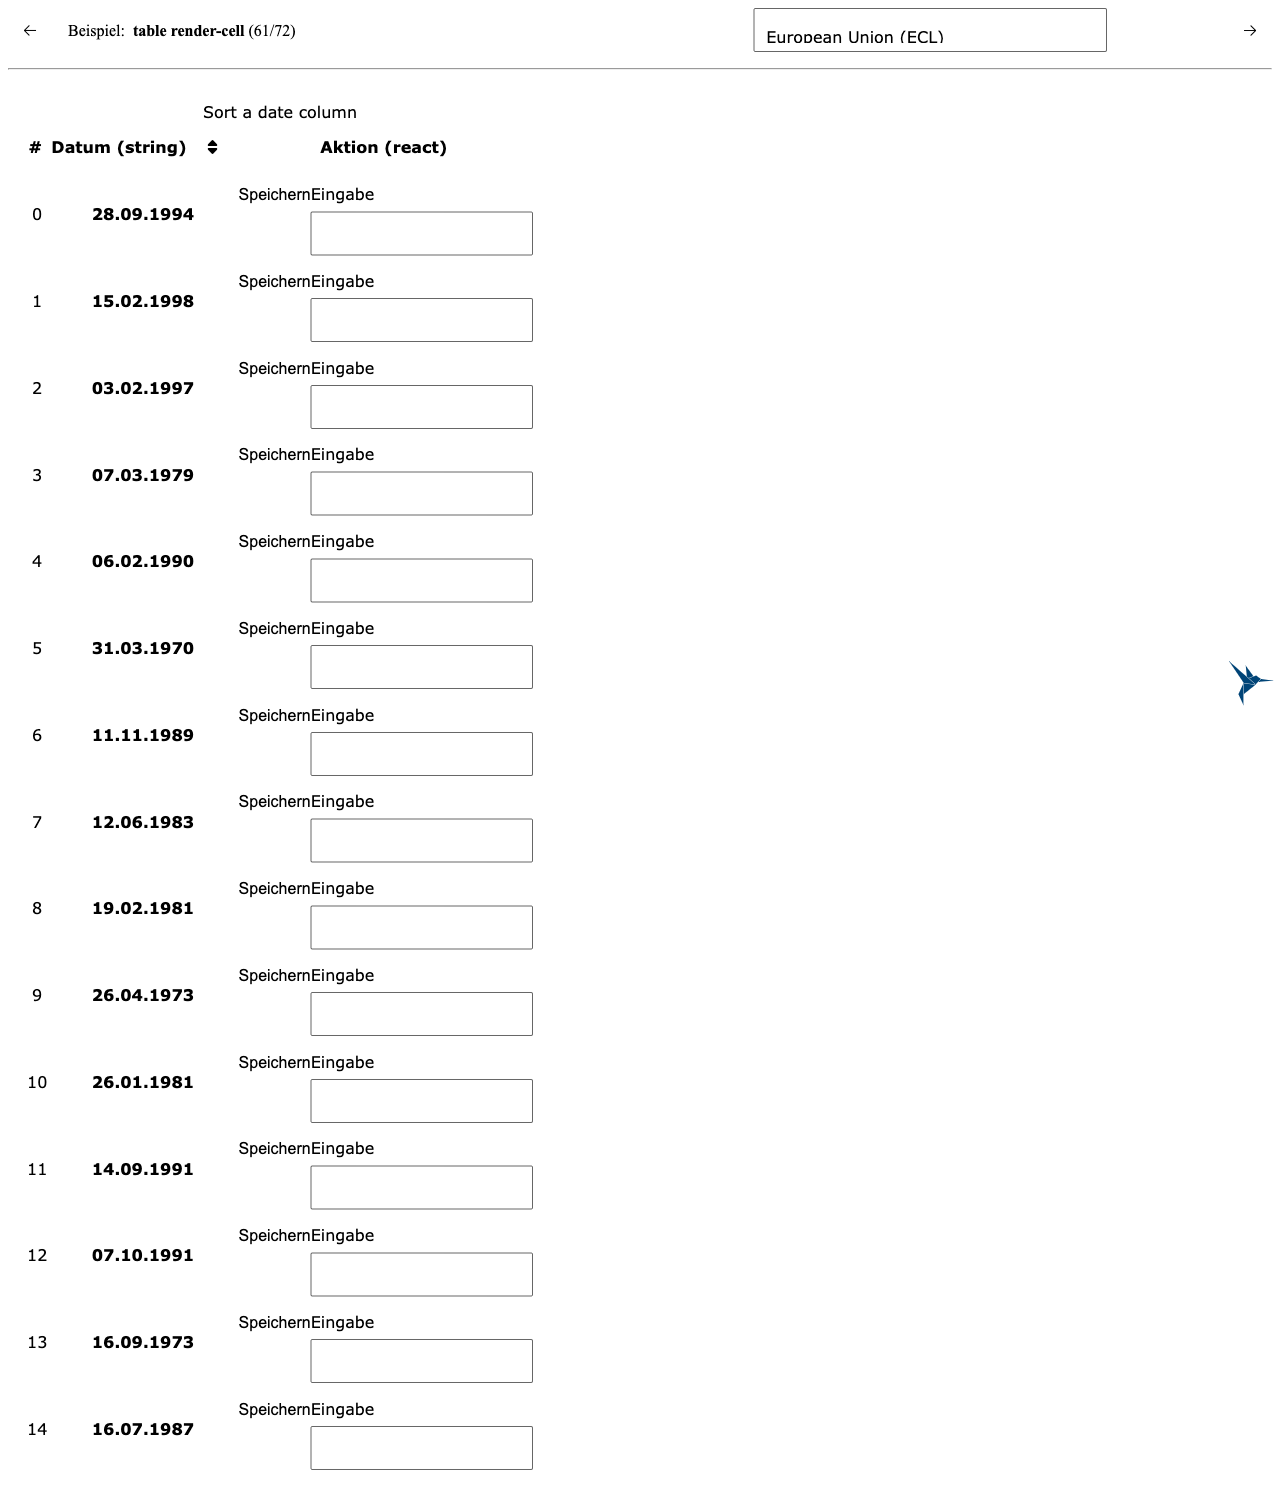 Beispiel: table render-cell (61/72)
European Union (ECL)
Sort a date column
# Datum (string) Aktion (react)
SpeichernEingabe
0 28.09.1994
SpeichernEingabe
1 15.02.1998
SpeichernEingabe
2 03.02.1997
SpeichernEingabe
3 07.03.1979
SpeichernEingabe
4 06.02.1990
SpeichernEingabe
5 31.03.1970
SpeichernEingabe
6 11.11.1989
SpeichernEingabe
7 12.06.1983
SpeichernEingabe
8 19.02.1981
SpeichernEingabe
9 26.04.1973
SpeichernEingabe
10 26.01.1981
SpeichernEingabe
11 14.09.1991
SpeichernEingabe
12 07.10.1991
SpeichernEingabe
13 16.09.1973
SpeichernEingabe
14 16.07.1987